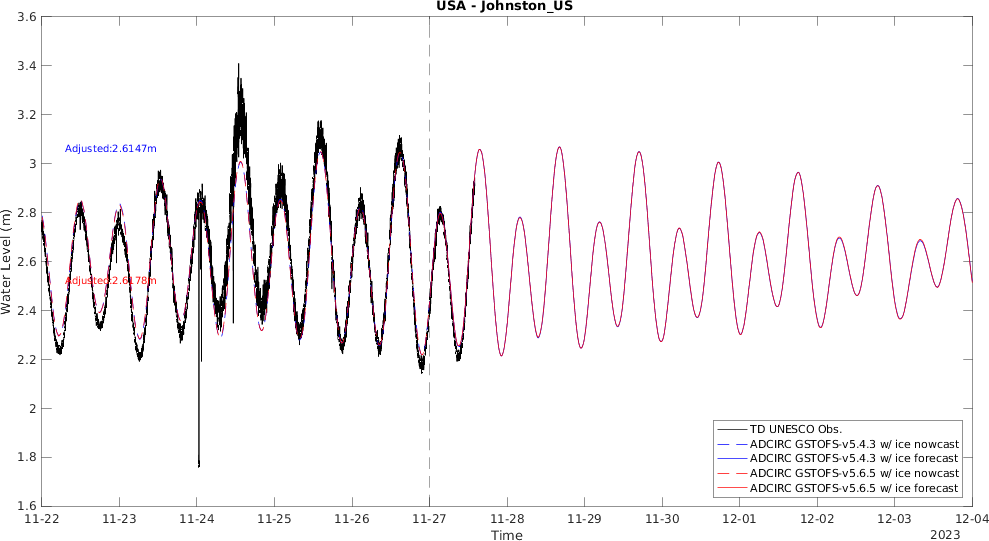 USA - Johnston_US
3.6
3.4
3.2
3
2.8
2.6
2.4
2.2
2
1.8
1.6
Water Level (m)
Adjusted:2.6147m
Adjusted:2.6178m
TD UNESCO Obs.
ADCIRC GSTOFS-v5.4.3 w/ ice nowcast
ADCIRC GSTOFS-v5.4.3 w/ ice forecast
ADCIRC GSTOFS-v5.6.5 w/ ice nowcast
ADCIRC GSTOFS-v5.6.5 w/ ice forecast
11-22 11-23 11-24 11-25 11-26 11-27 11-28 11-29 11-30 12-01 12-02 12-03 12-04
Time
2023